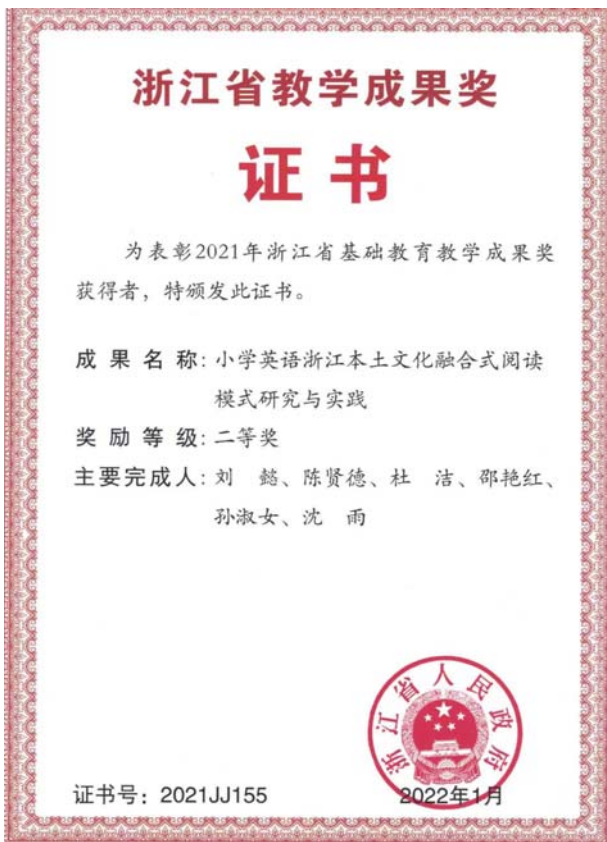 浙江省教学成果奖
证书
为表彰2021年浙江省基础教育教学成果奖
获得者，特颁发此证书。
成果名称：小学英语浙江本土文化融合式阅读
模式研究与实践
奖励等级：二等奖
主要完成人：刘　懿、陈贤德、杜　洁、邵艳红、
孙淑女、沈　雨
浙江省人民政府
证书号：2021JJ155
2022年1月